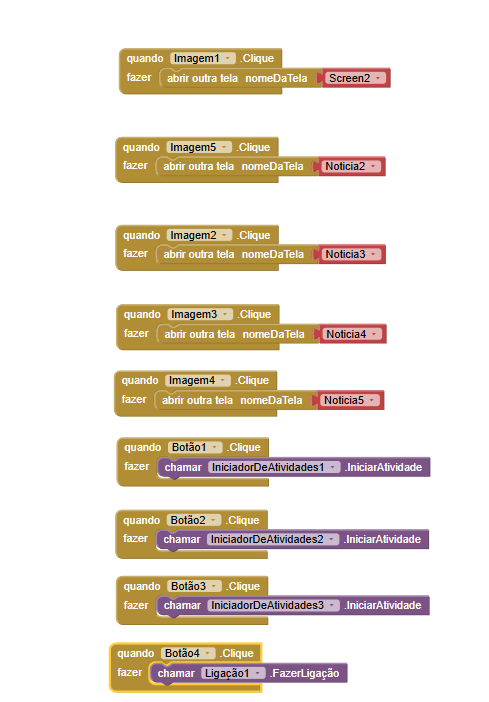 quando Imagem1 .Clique
fazer abrir outra tela nomeDaTela Screen2
quando Imagem5 .Clique
fazer abrir outra tela nomeDaTela Noticia2
quando Imagem2 .Clique
fazer abrir outra tela nomeDaTela Noticia3
quando Imagem3 .Clique
fazer abrir outra tela nomeDaTela Noticia4
quando Imagem4 .Clique
fazer abrir outra tela nomeDaTela Noticia5
quando Botão1 .Clique
fazer chamar IniciadorDeAtividades1 .IniciarAtividade
quando Botão2 .Clique
fazer chamar IniciadorDeAtividades2 .IniciarAtividade
quando Botão3 .Clique
fazer chamar IniciadorDeAtividades3 .IniciarAtividade
quando Botão4 .Clique
fazer chamar Ligação1 .FazerLigação